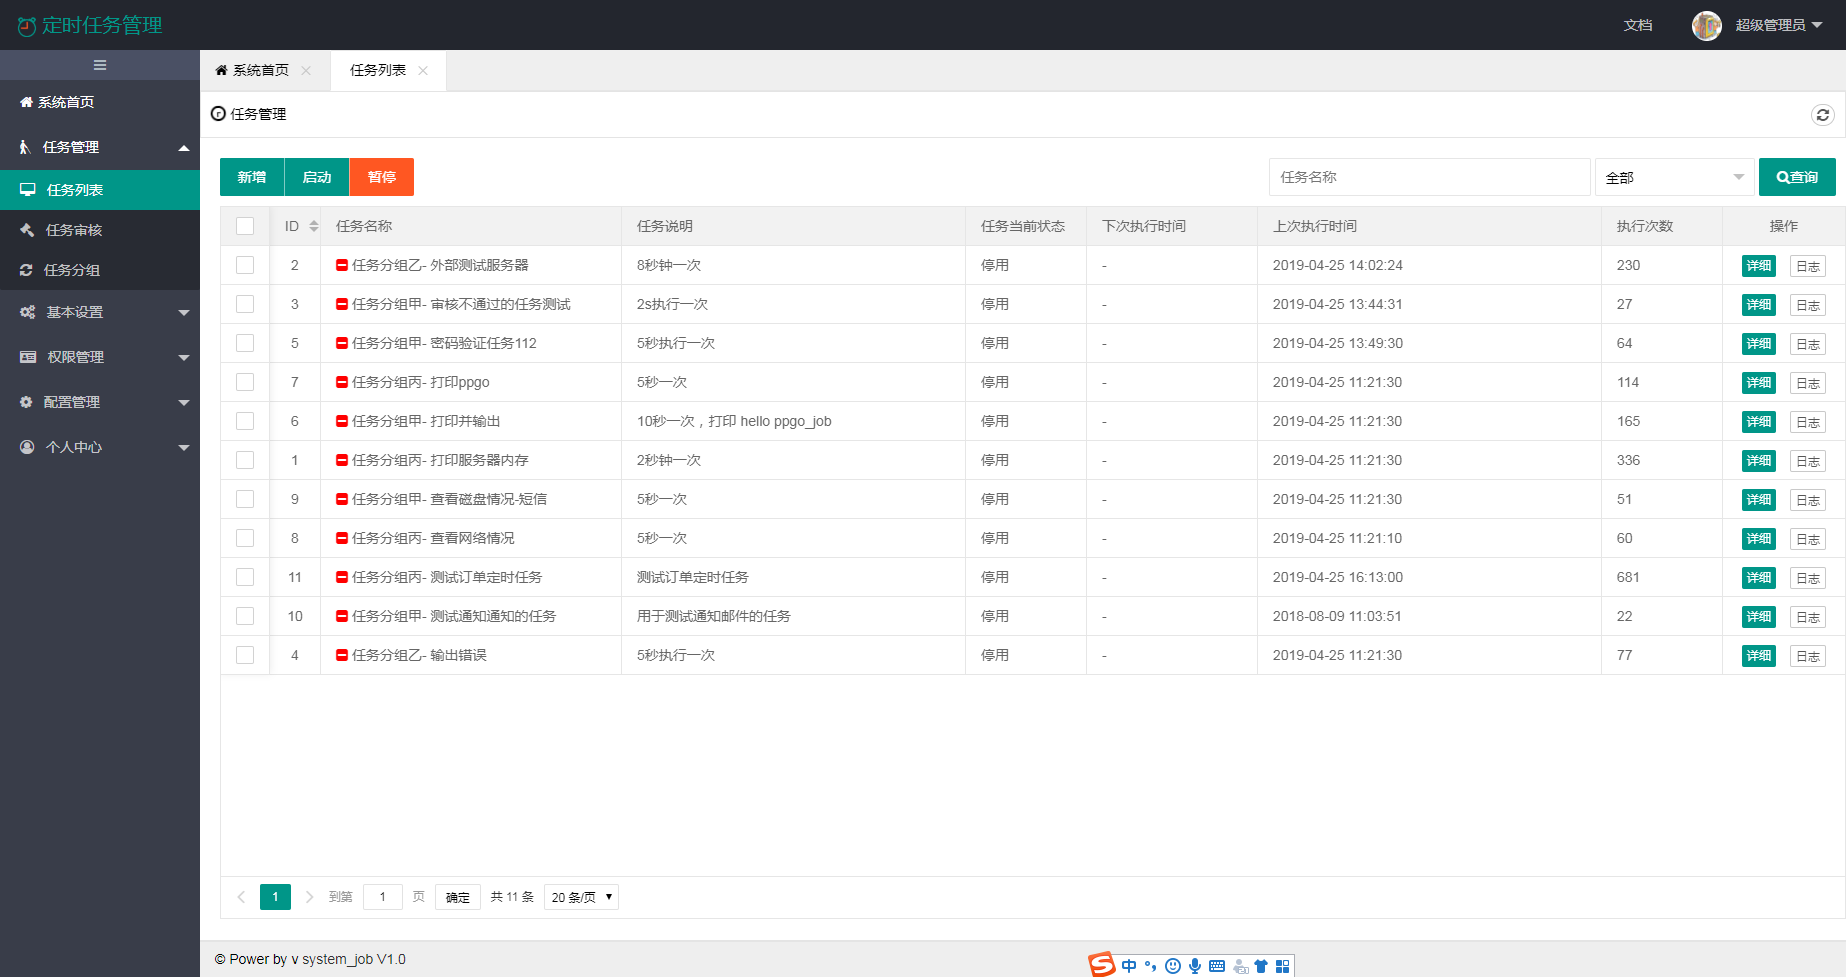 定时任务管理
文档
超级管理员
系统首页
任务管理
任务列表
任务审核
任务分组
基本设置
权限管理
配置管理
个人中心
系统首页
任务列表
任务管理
新增 启动 暂停
任务名称 全部 查询
ID 任务名称 任务说明 任务当前状态 下次执行时间 上次执行时间 执行次数 操作
2 任务分组乙- 外部测试服务器 8秒钟一次 停用 - 2019-04-25 14:02:24 230 详细 日志
3 任务分组甲- 审核不通过的任务测试 2s执行一次 停用 - 2019-04-25 13:44:31 27 详细 日志
5 任务分组甲- 密码验证任务112 5秒执行一次 停用 - 2019-04-25 13:49:30 64 详细 日志
7 任务分组丙- 打印ppgo 5秒一次 停用 - 2019-04-25 11:21:30 114 详细 日志
6 任务分组甲- 打印并输出 10秒一次，打印 hello ppgo_job 停用 - 2019-04-25 11:21:30 165 详细 日志
1 任务分组丙- 打印服务器内存 2秒钟一次 停用 - 2019-04-25 11:21:30 336 详细 日志
9 任务分组甲- 查看磁盘情况-短信 5秒一次 停用 - 2019-04-25 11:21:30 51 详细 日志
8 任务分组丙- 查看网络情况 5秒一次 停用 - 2019-04-25 11:21:10 60 详细 日志
11 任务分组丙- 测试订单定时任务 测试订单定时任务 停用 - 2019-04-25 16:13:00 681 详细 日志
10 任务分组甲- 测试通知通知的任务 用于测试通知邮件的任务 停用 - 2018-08-09 11:03:51 22 详细 日志
4 任务分组乙- 输出错误 5秒执行一次 停用 - 2019-04-25 11:21:30 77 详细 日志
1 到第 1 页 确定 共 11 条 20 条/页
© Power by v system_job V1.0
S 中